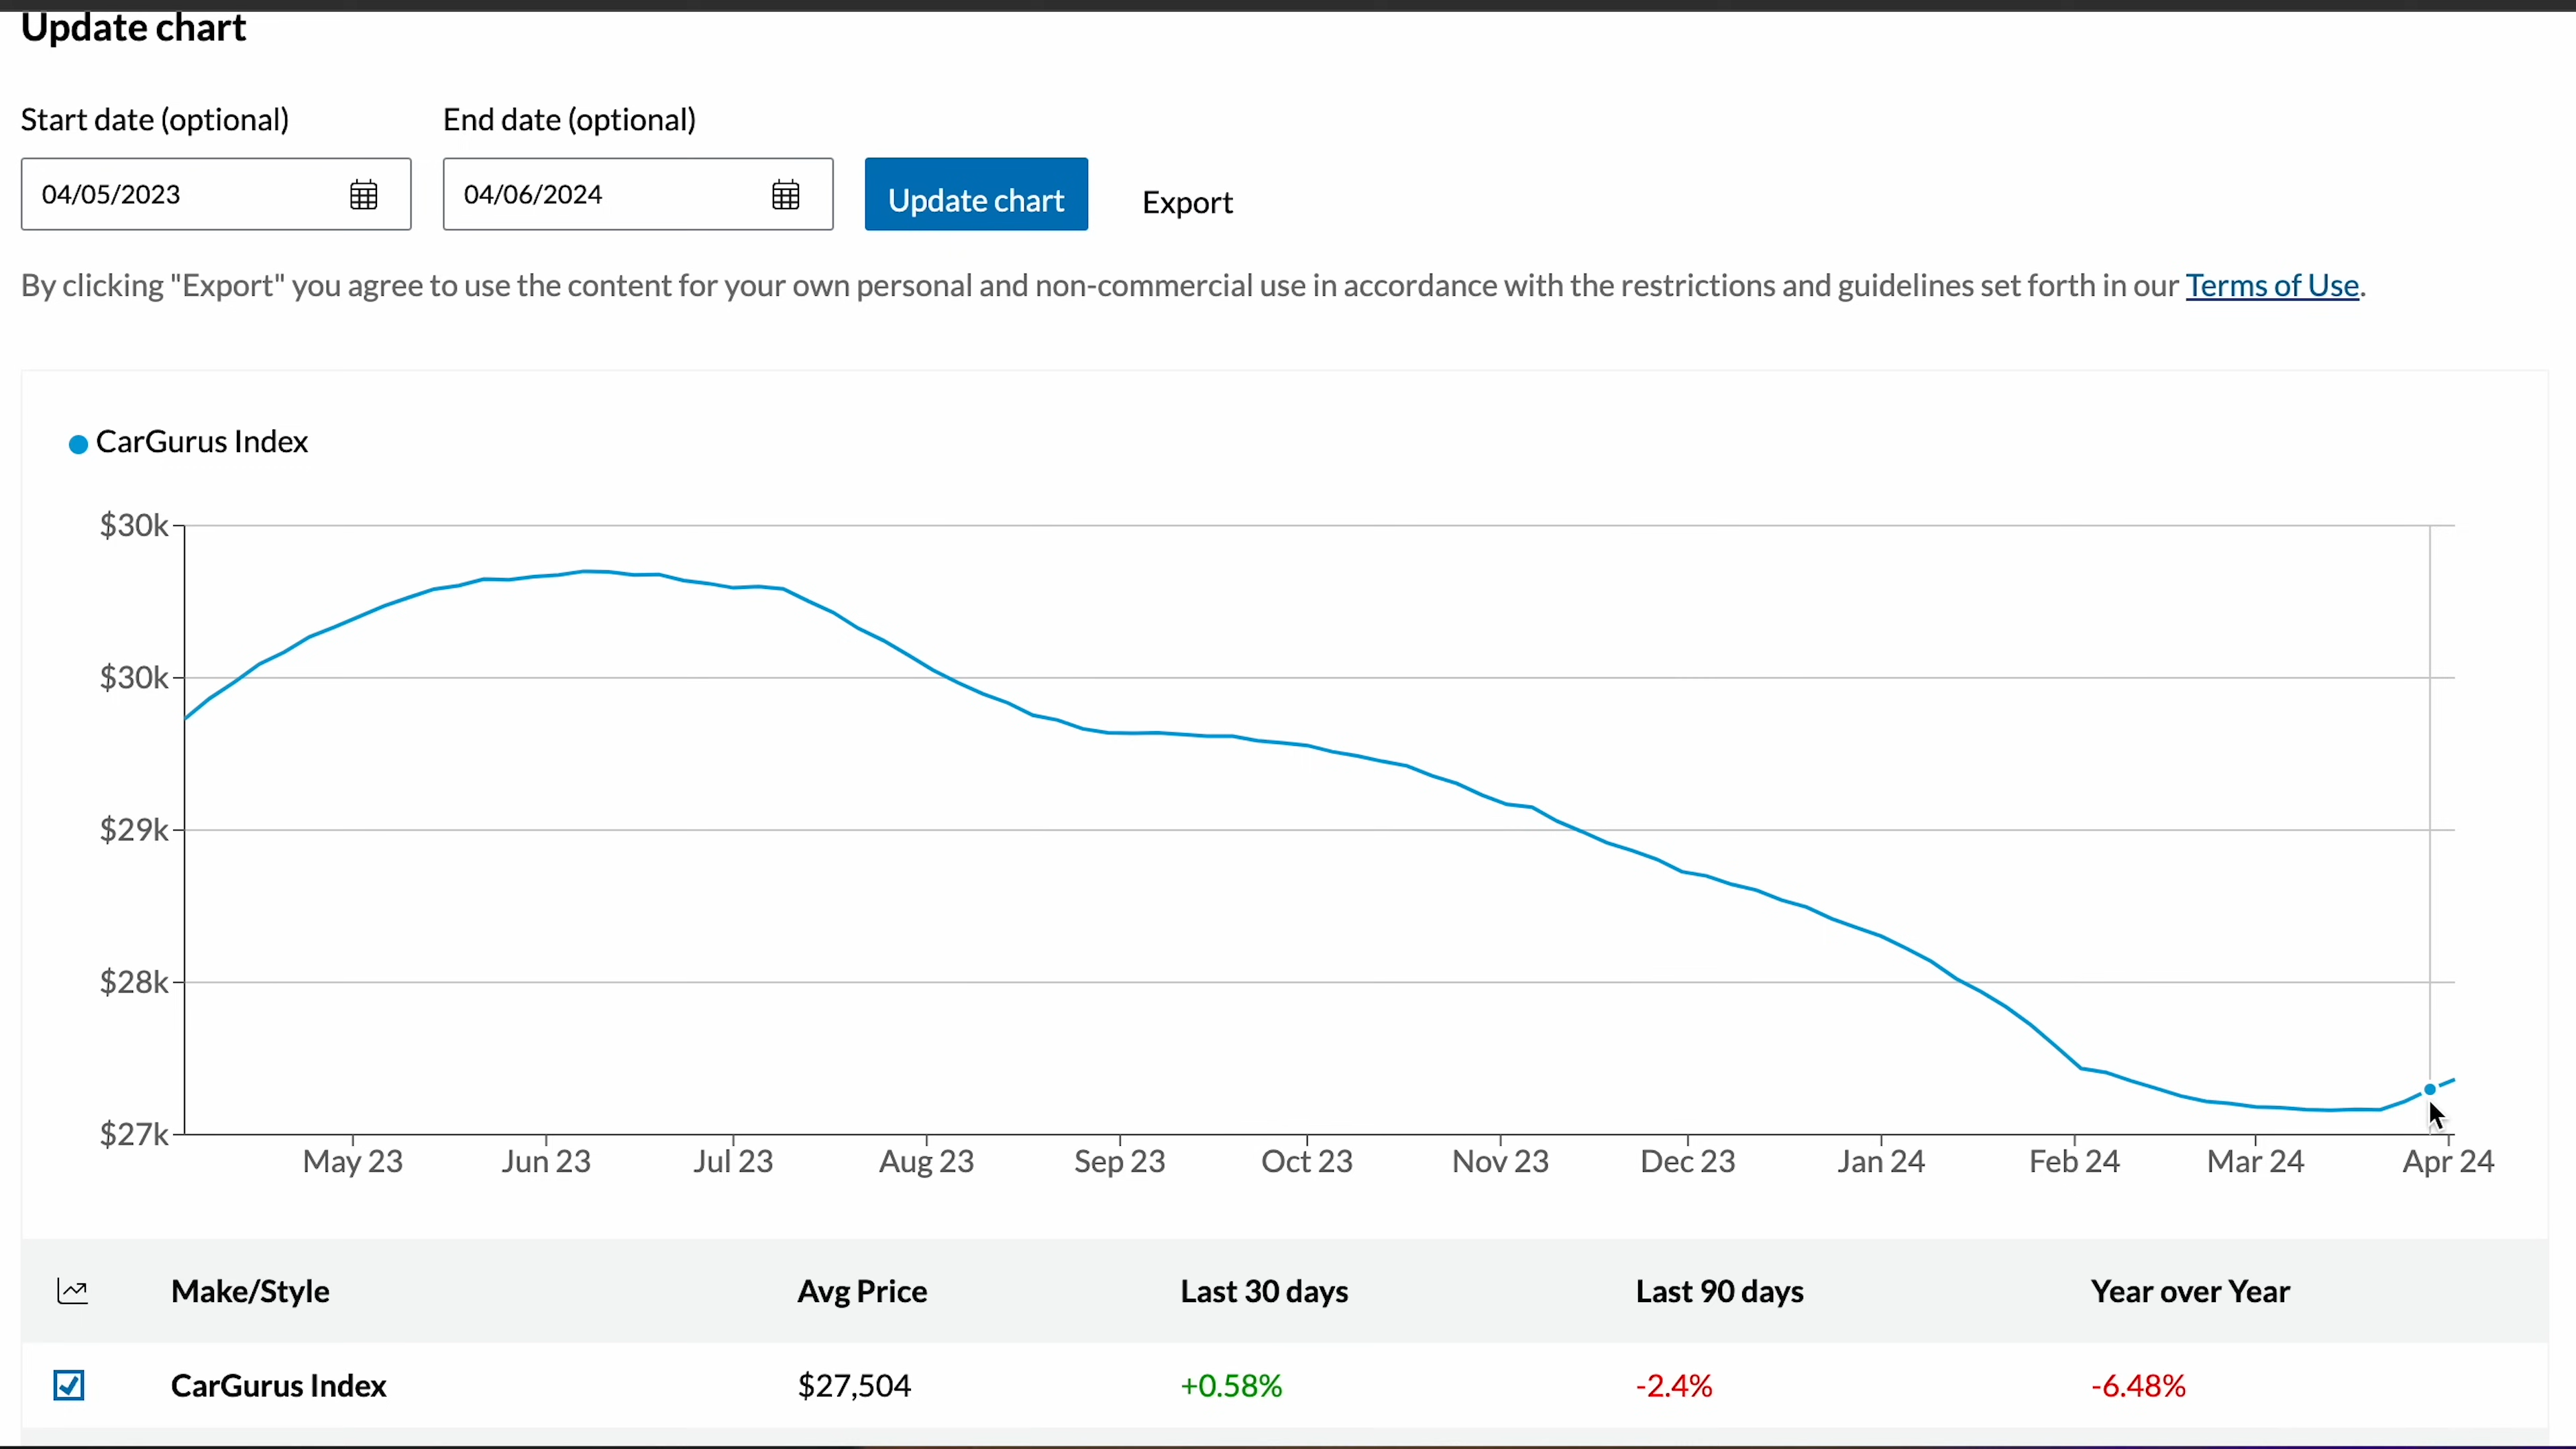 Update chart
Start date (optional) End date (optional)
04/05/2023 04/06/2024 Update chart Export
By clicking "Export" you agree to use the content for your own personal and non-commercial use in accordance with the restrictions and guidelines set forth in our Terms of Use.
CarGurus Index
$30k
$30k
$29k
$28k
$27k
May 23 Jun 23 Jul 23 Aug 23 Sep 23 Oct 23 Nov 23 Dec 23 Jan 24 Feb 24 Mar 24 Apr 24
Make/Style Avg Price Last 30 days Last 90 days Year over Year
CarGurus Index $27,504 +0.58% -2.4% -6.48%